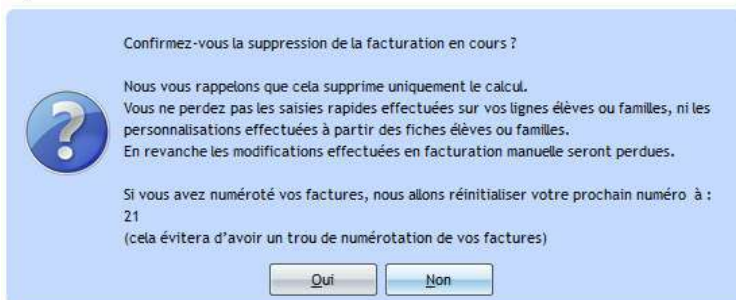 Confirmez-vous la suppression de la facturation en cours ?
Nous vous rappelons que cela supprime uniquement le calcul.
Vous ne perdez pas les saisies rapides effectuées sur vos lignes élèves ou familles, ni les
personnalisations effectuées à partir des fiches élèves ou familles.
En revanche les modifications effectuées en facturation manuelle seront perdues.
Si vous avez numéroté vos factures, nous allons réinitialiser votre prochain numéro à :
21
(cela évitera d'avoir un trou de numérotation de vos factures)
Oui
Non